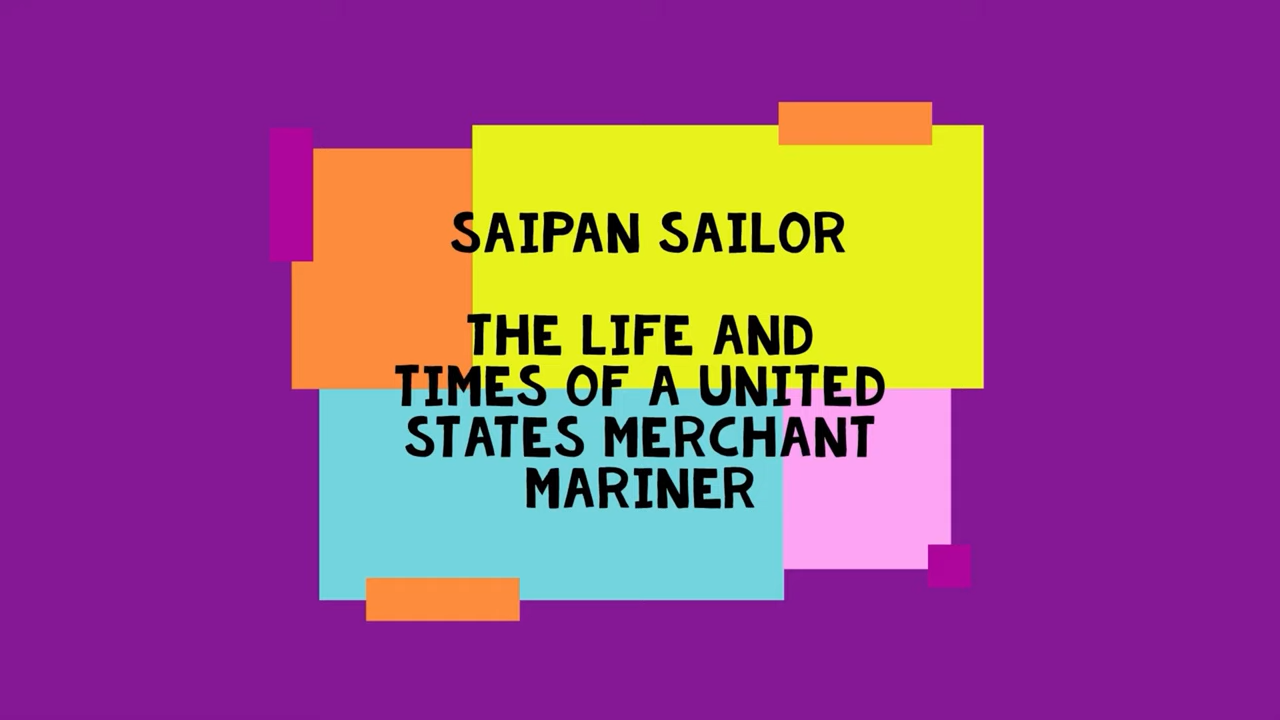 SAIPAN SAILOR
THE LIFE AND
TIMES OF A UNITED
STATES MERCHANT
MARINER